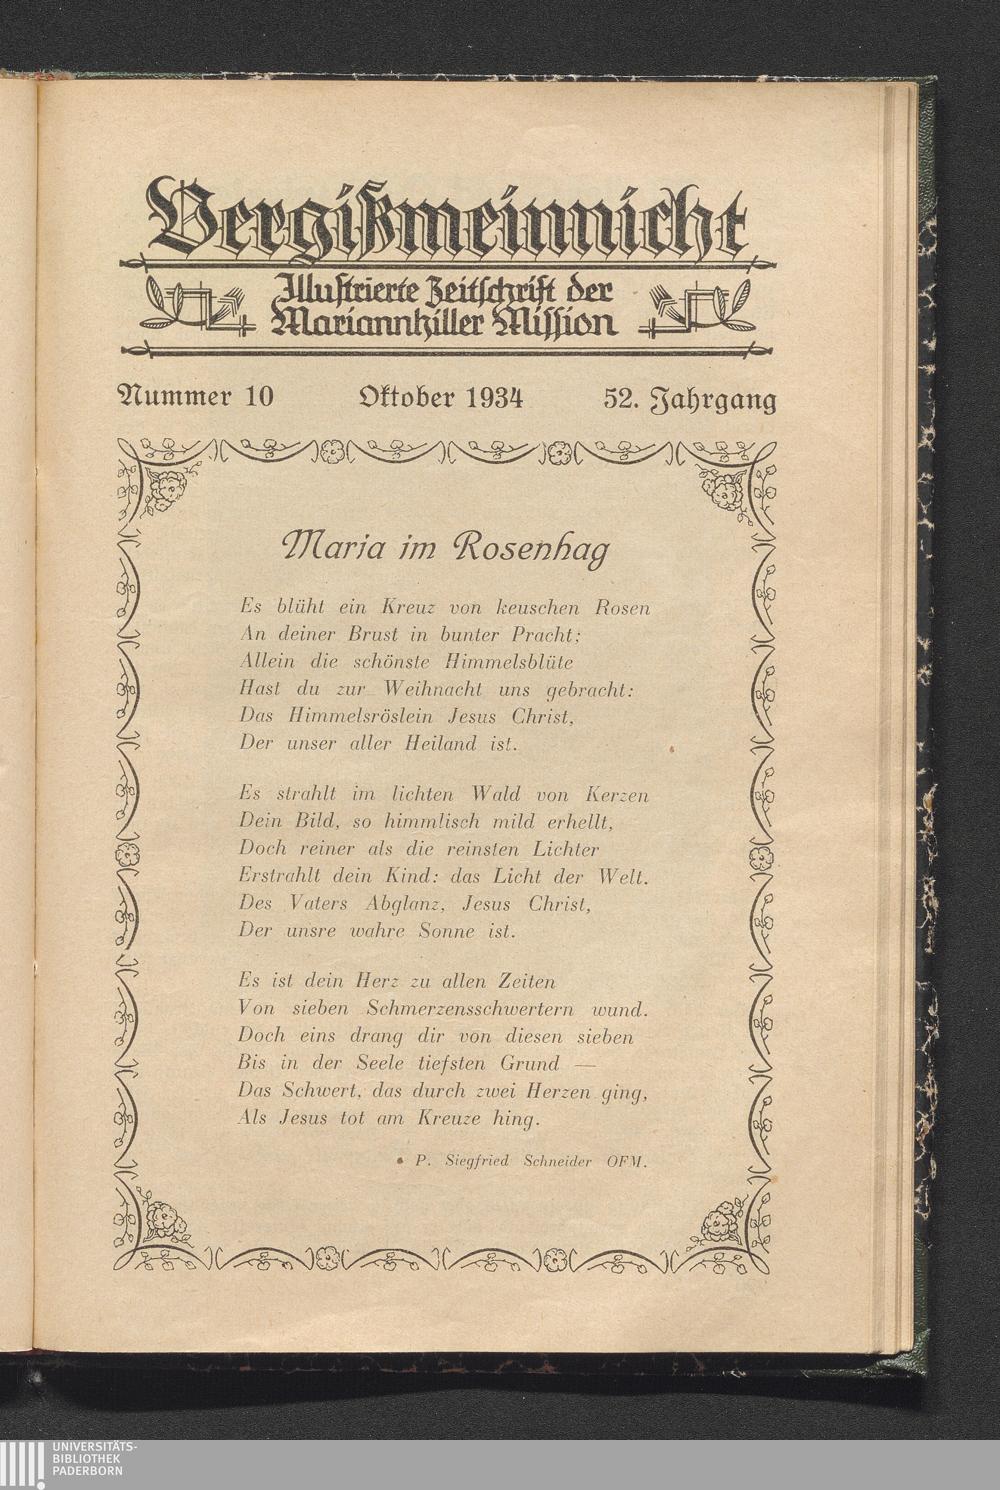 Vergißmeinnicht
Illustrierte Zeitschrift der
Mariannhiller Mission
Nummer 10 Oktober 1934 52. Jahrgang
Maria im Rosenhag
Es blüht ein Kreuz von keuschen Rosen
An deiner Brust in bunter Pracht;
Allein die schönste Himmelsblüte
Hast du zur Weihnacht uns gebracht:
Das Himmelsröslein Jesus Christ,
Der unser aller Heiland ist.
Es strahlt im lichten Wald von Kerzen
Dein Bild, so himmlisch mild erhellt,
Doch reiner als die reinsten Lichter
Erstrahlt dein Kind: das Licht der Welt.
Des Vaters Abglanz, Jesus Christ,
Der unsre wahre Sonne ist.
Es ist dein Herz zu allen Zeiten
Von sieben Schmerzensschwertern wund.
Doch eins drang dir von diesen sieben
Bis in der Seele tiefsten Grund —
Das Schwert, das durch zwei Herzen ging,
Als Jesus tot am Kreuze hing.
P. Siegfried Schneider OFM.
UNIVERSITÄTS-
BIBLIOTHEK
PADERBORN